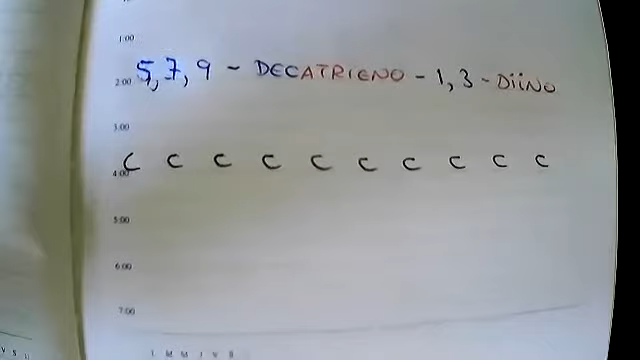 1:00
5, 7, 9 - DECATRIENO - 1, 3 - DiiNO
2:00
3:00
C C C C C C C C C C
4:00
5:00
6:00
7:00
L M M J V S
V S